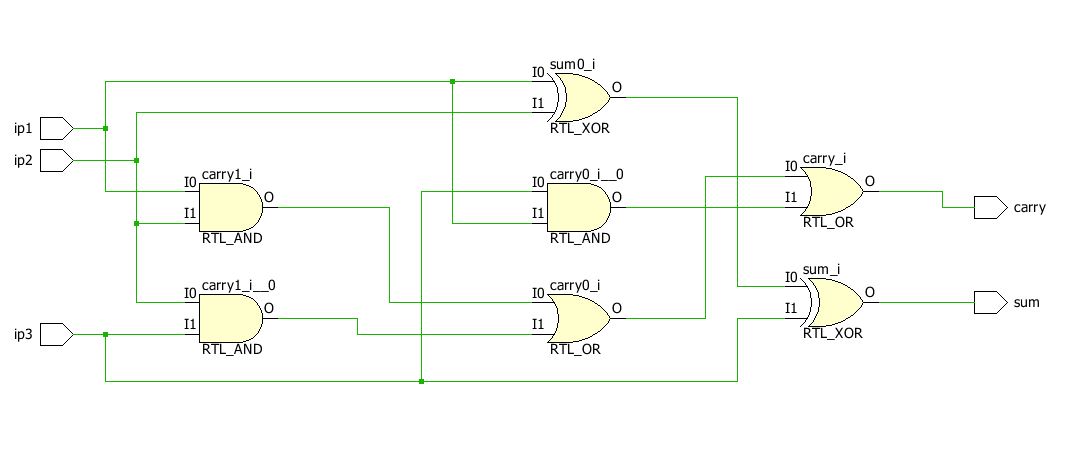 sum0_i
I0
O
I1
RTL_XOR
ip1
ip2
carry1_i
I0
O
I1
RTL_AND
carry0_i__0
I0
O
I1
RTL_AND
carry_i
I0
O
I1
RTL_OR
carry
carry1_i__0
I0
O
I1
RTL_AND
ip3
carry0_i
I0
O
I1
RTL_OR
sum_i
I0
O
I1
RTL_XOR
sum